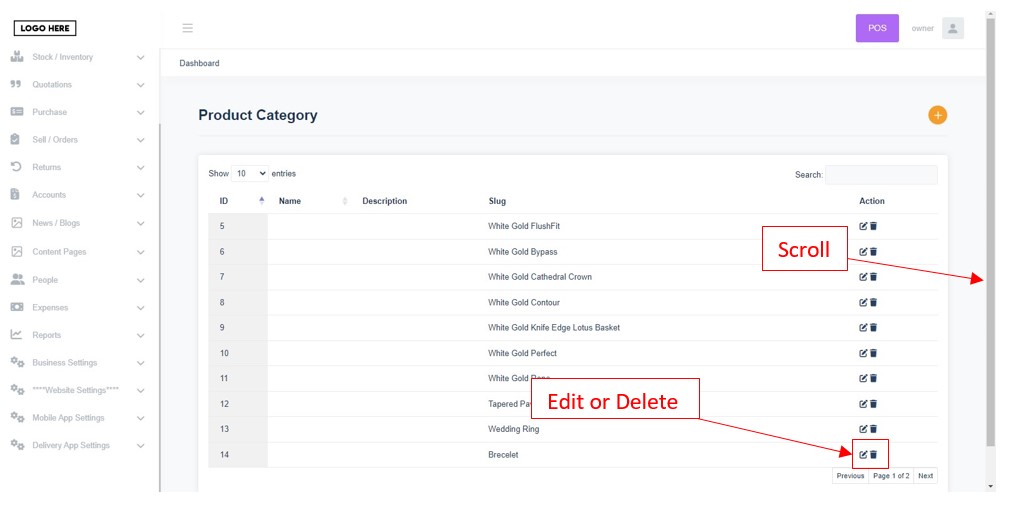 LOGO HERE
POS
owner
Stock / Inventory
Quotations
Purchase
Sell / Orders
Returns
Accounts
News / Blogs
Content Pages
People
Expenses
Reports
Business Settings
****Website Settings****
Mobile App Settings
Delivery App Settings
Dashboard
Product Category
Show 10 entries
Search:
ID Name Description Slug Action
5 White Gold FlushFit
6 White Gold Bypass
7 White Gold Cathedral Crown
8 White Gold Contour
9 White Gold Knife Edge Lotus Basket
10 White Gold Perfect
11 White Gold
12 Tapered
13 Wedding Ring
14 Brecelet
Previous Page 1 of 2 Next
Scroll
Edit or Delete